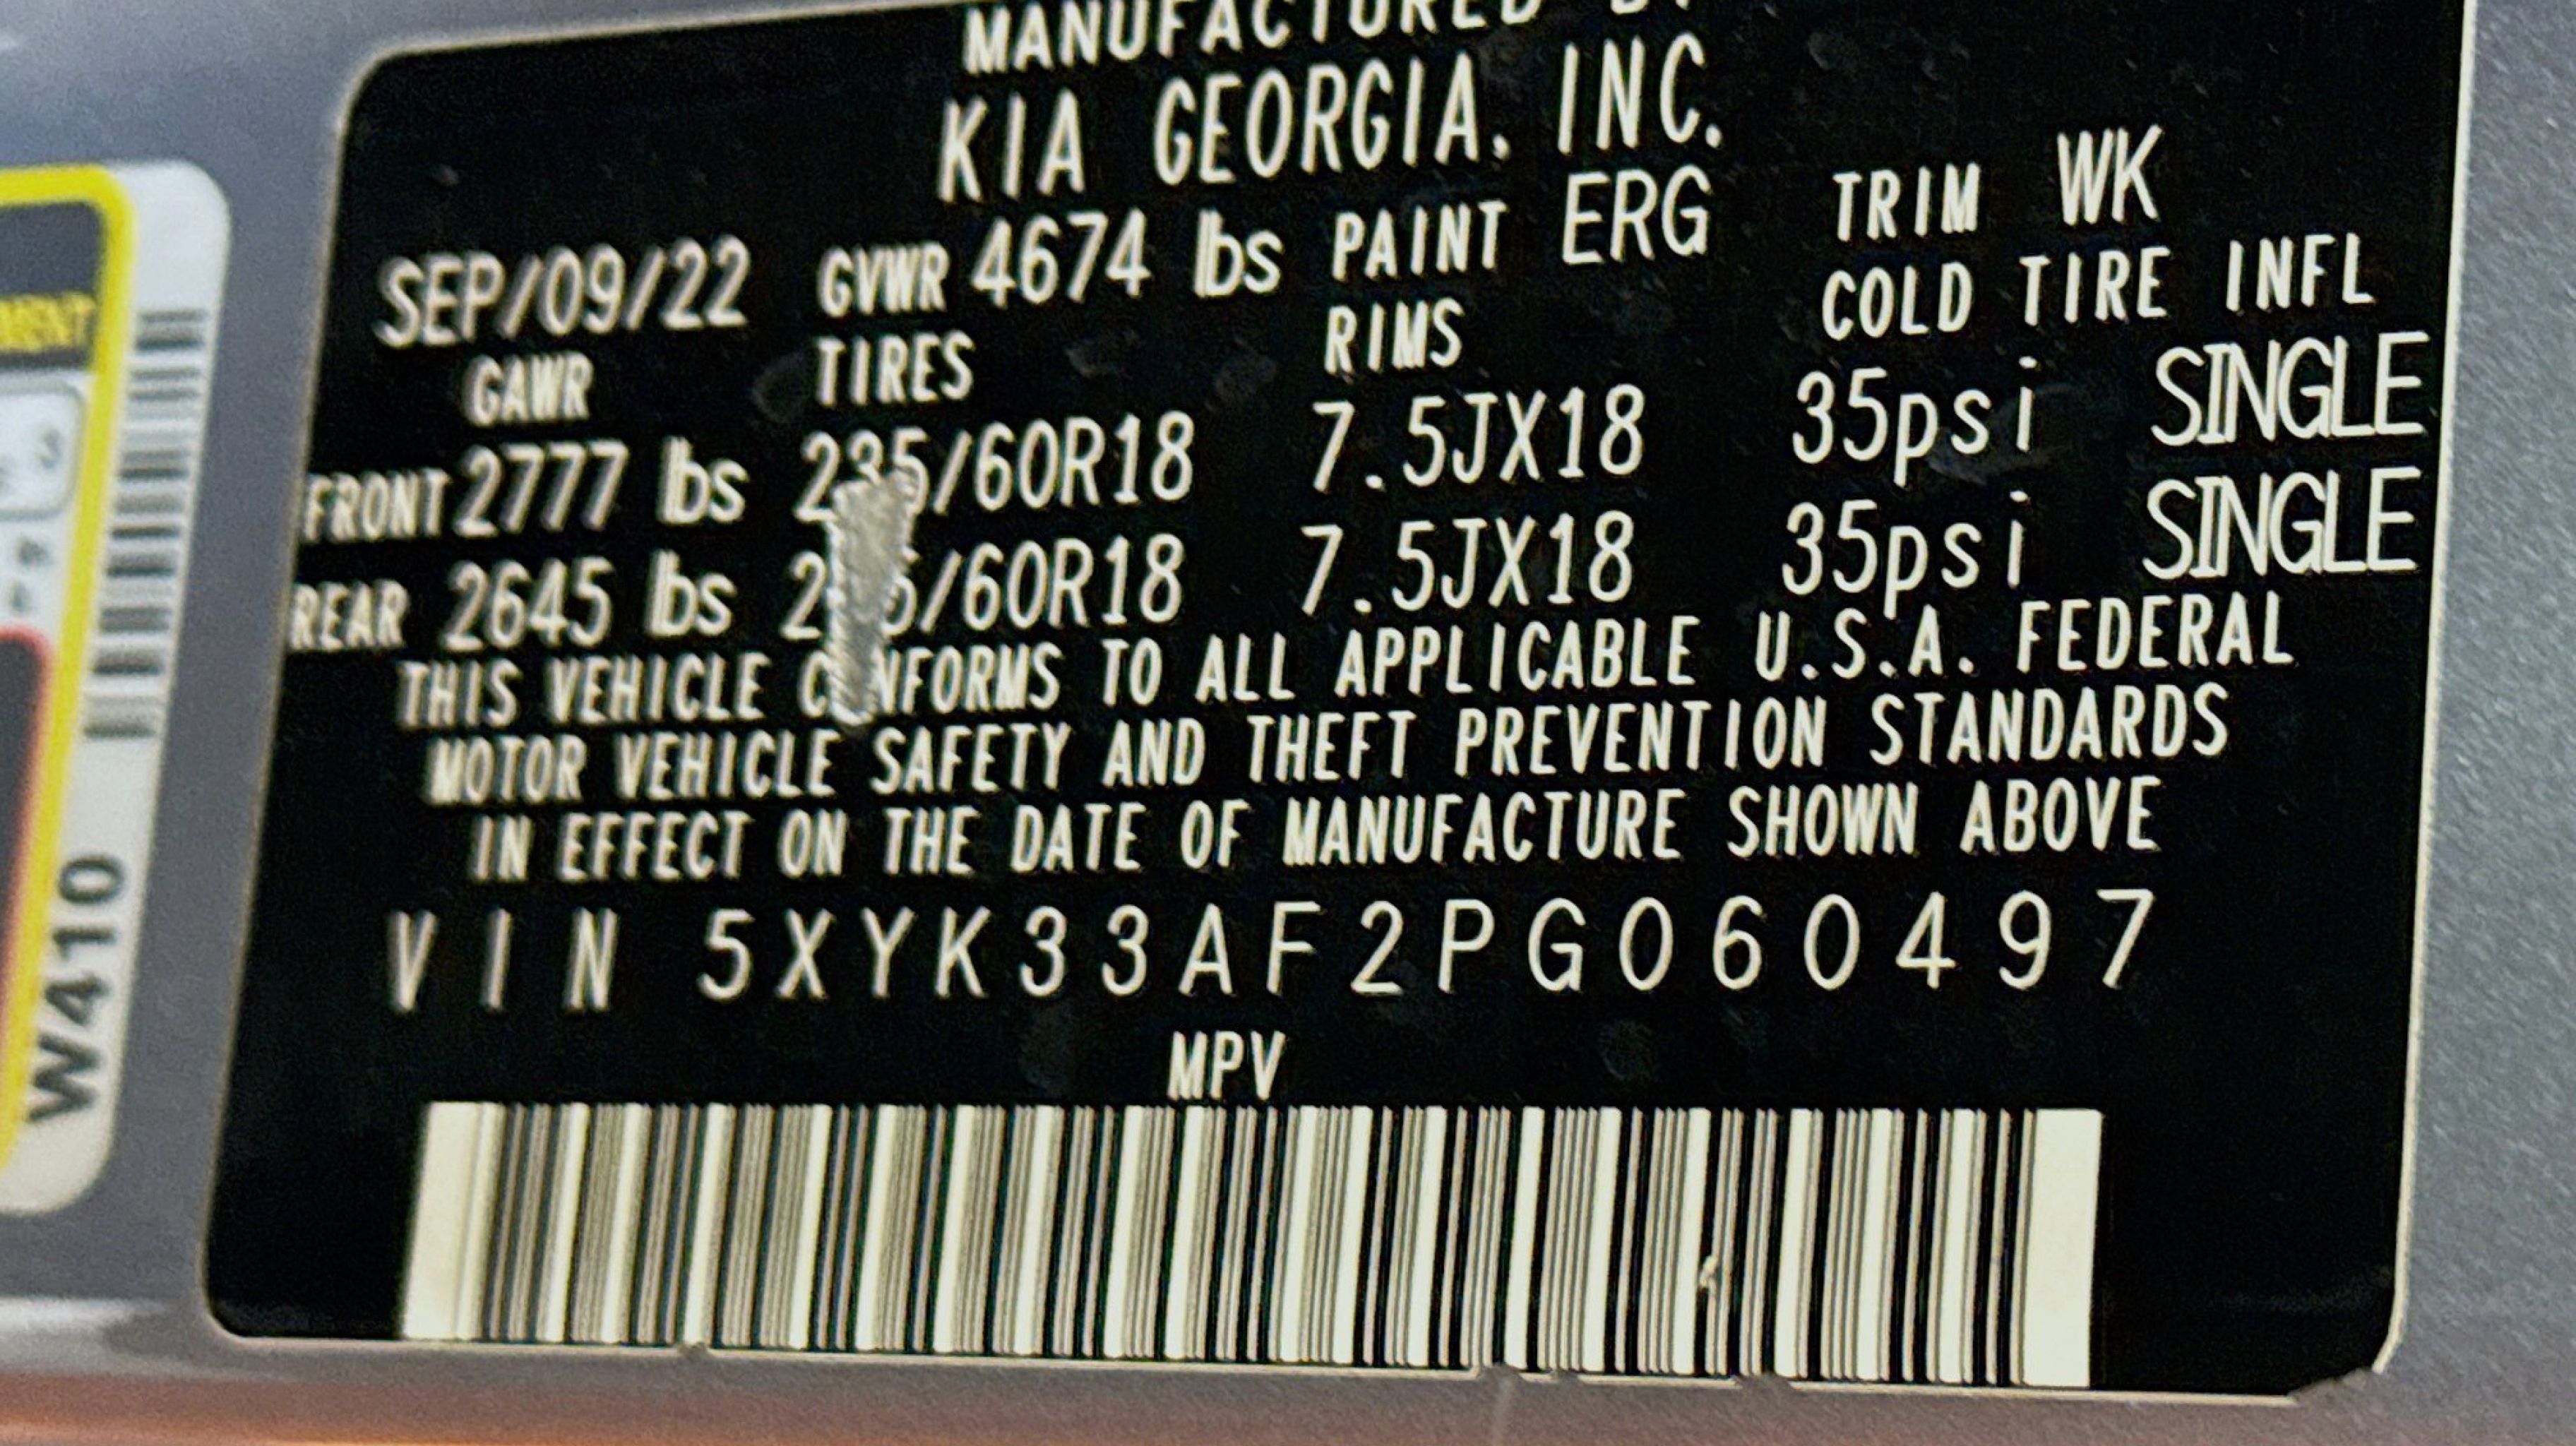 MANUFACTURED BY
KIA GEORGIA, INC.
SEP/09/22 GVWR 4674 lbs PAINT ERG TRIM WK
GAWR TIRES RIMS COLD TIRE INFL
FRONT 2777 lbs 235/60R18 7.5JX18 35psi SINGLE
REAR 2645 lbs /60R18 7.5JX18 35psi SINGLE
THIS VEHICLE CONFORMS TO ALL APPLICABLE U.S.A. FEDERAL
MOTOR VEHICLE SAFETY AND THEFT PREVENTION STANDARDS
IN EFFECT ON THE DATE OF MANUFACTURE SHOWN ABOVE
VIN 5XYK33AF2PG060497
MPV
W410